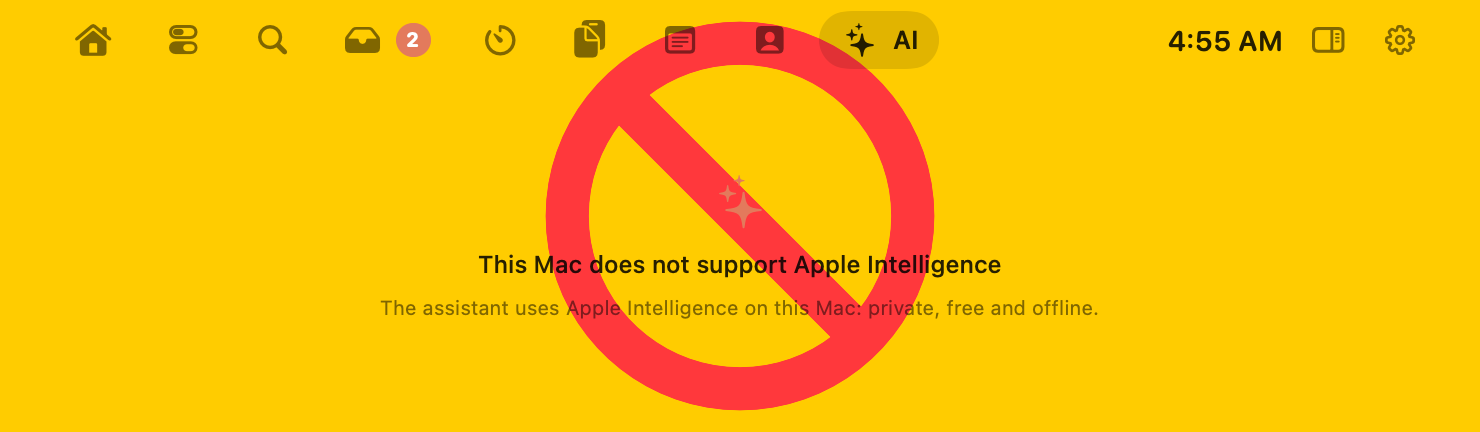 2
AI
4:55 AM
This Mac does not support Apple Intelligence
The assistant uses Apple Intelligence on this Mac: private, free and offline.